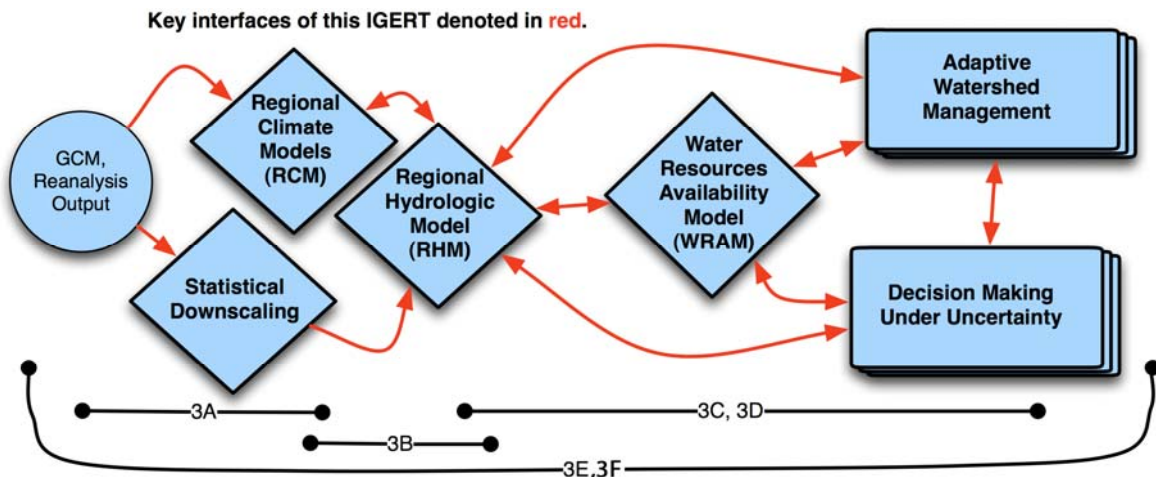 Key interfaces of this IGERT denoted in red.
GCM,
Reanalysis
Output
Regional
Climate
Models
(RCM)
Statistical
Downscaling
Regional
Hydrologic
Model
(RHM)
Water
Resources
Availability
Model
(WRAM)
Adaptive
Watershed
Management
Decision Making
Under Uncertainty
3A
3C, 3D
3B
3E,3F